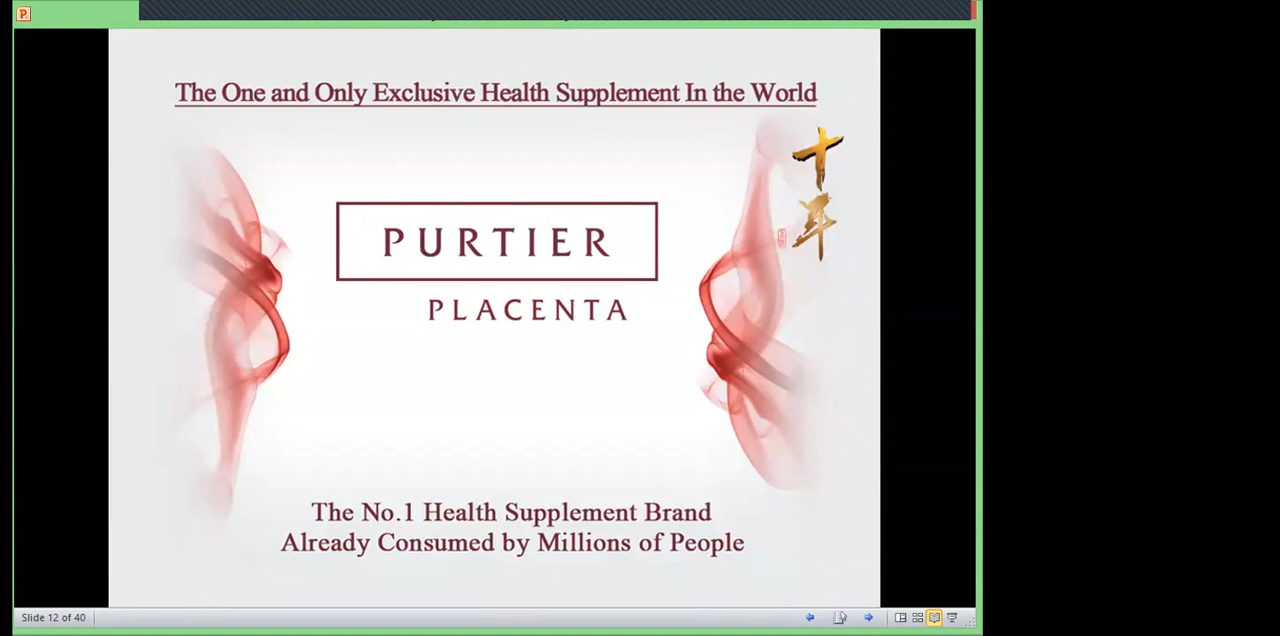 The One and Only Exclusive Health Supplement In the World
十年
PURTIER
PLACENTA
The No.1 Health Supplement Brand
Already Consumed by Millions of People
Slide 12 of 40